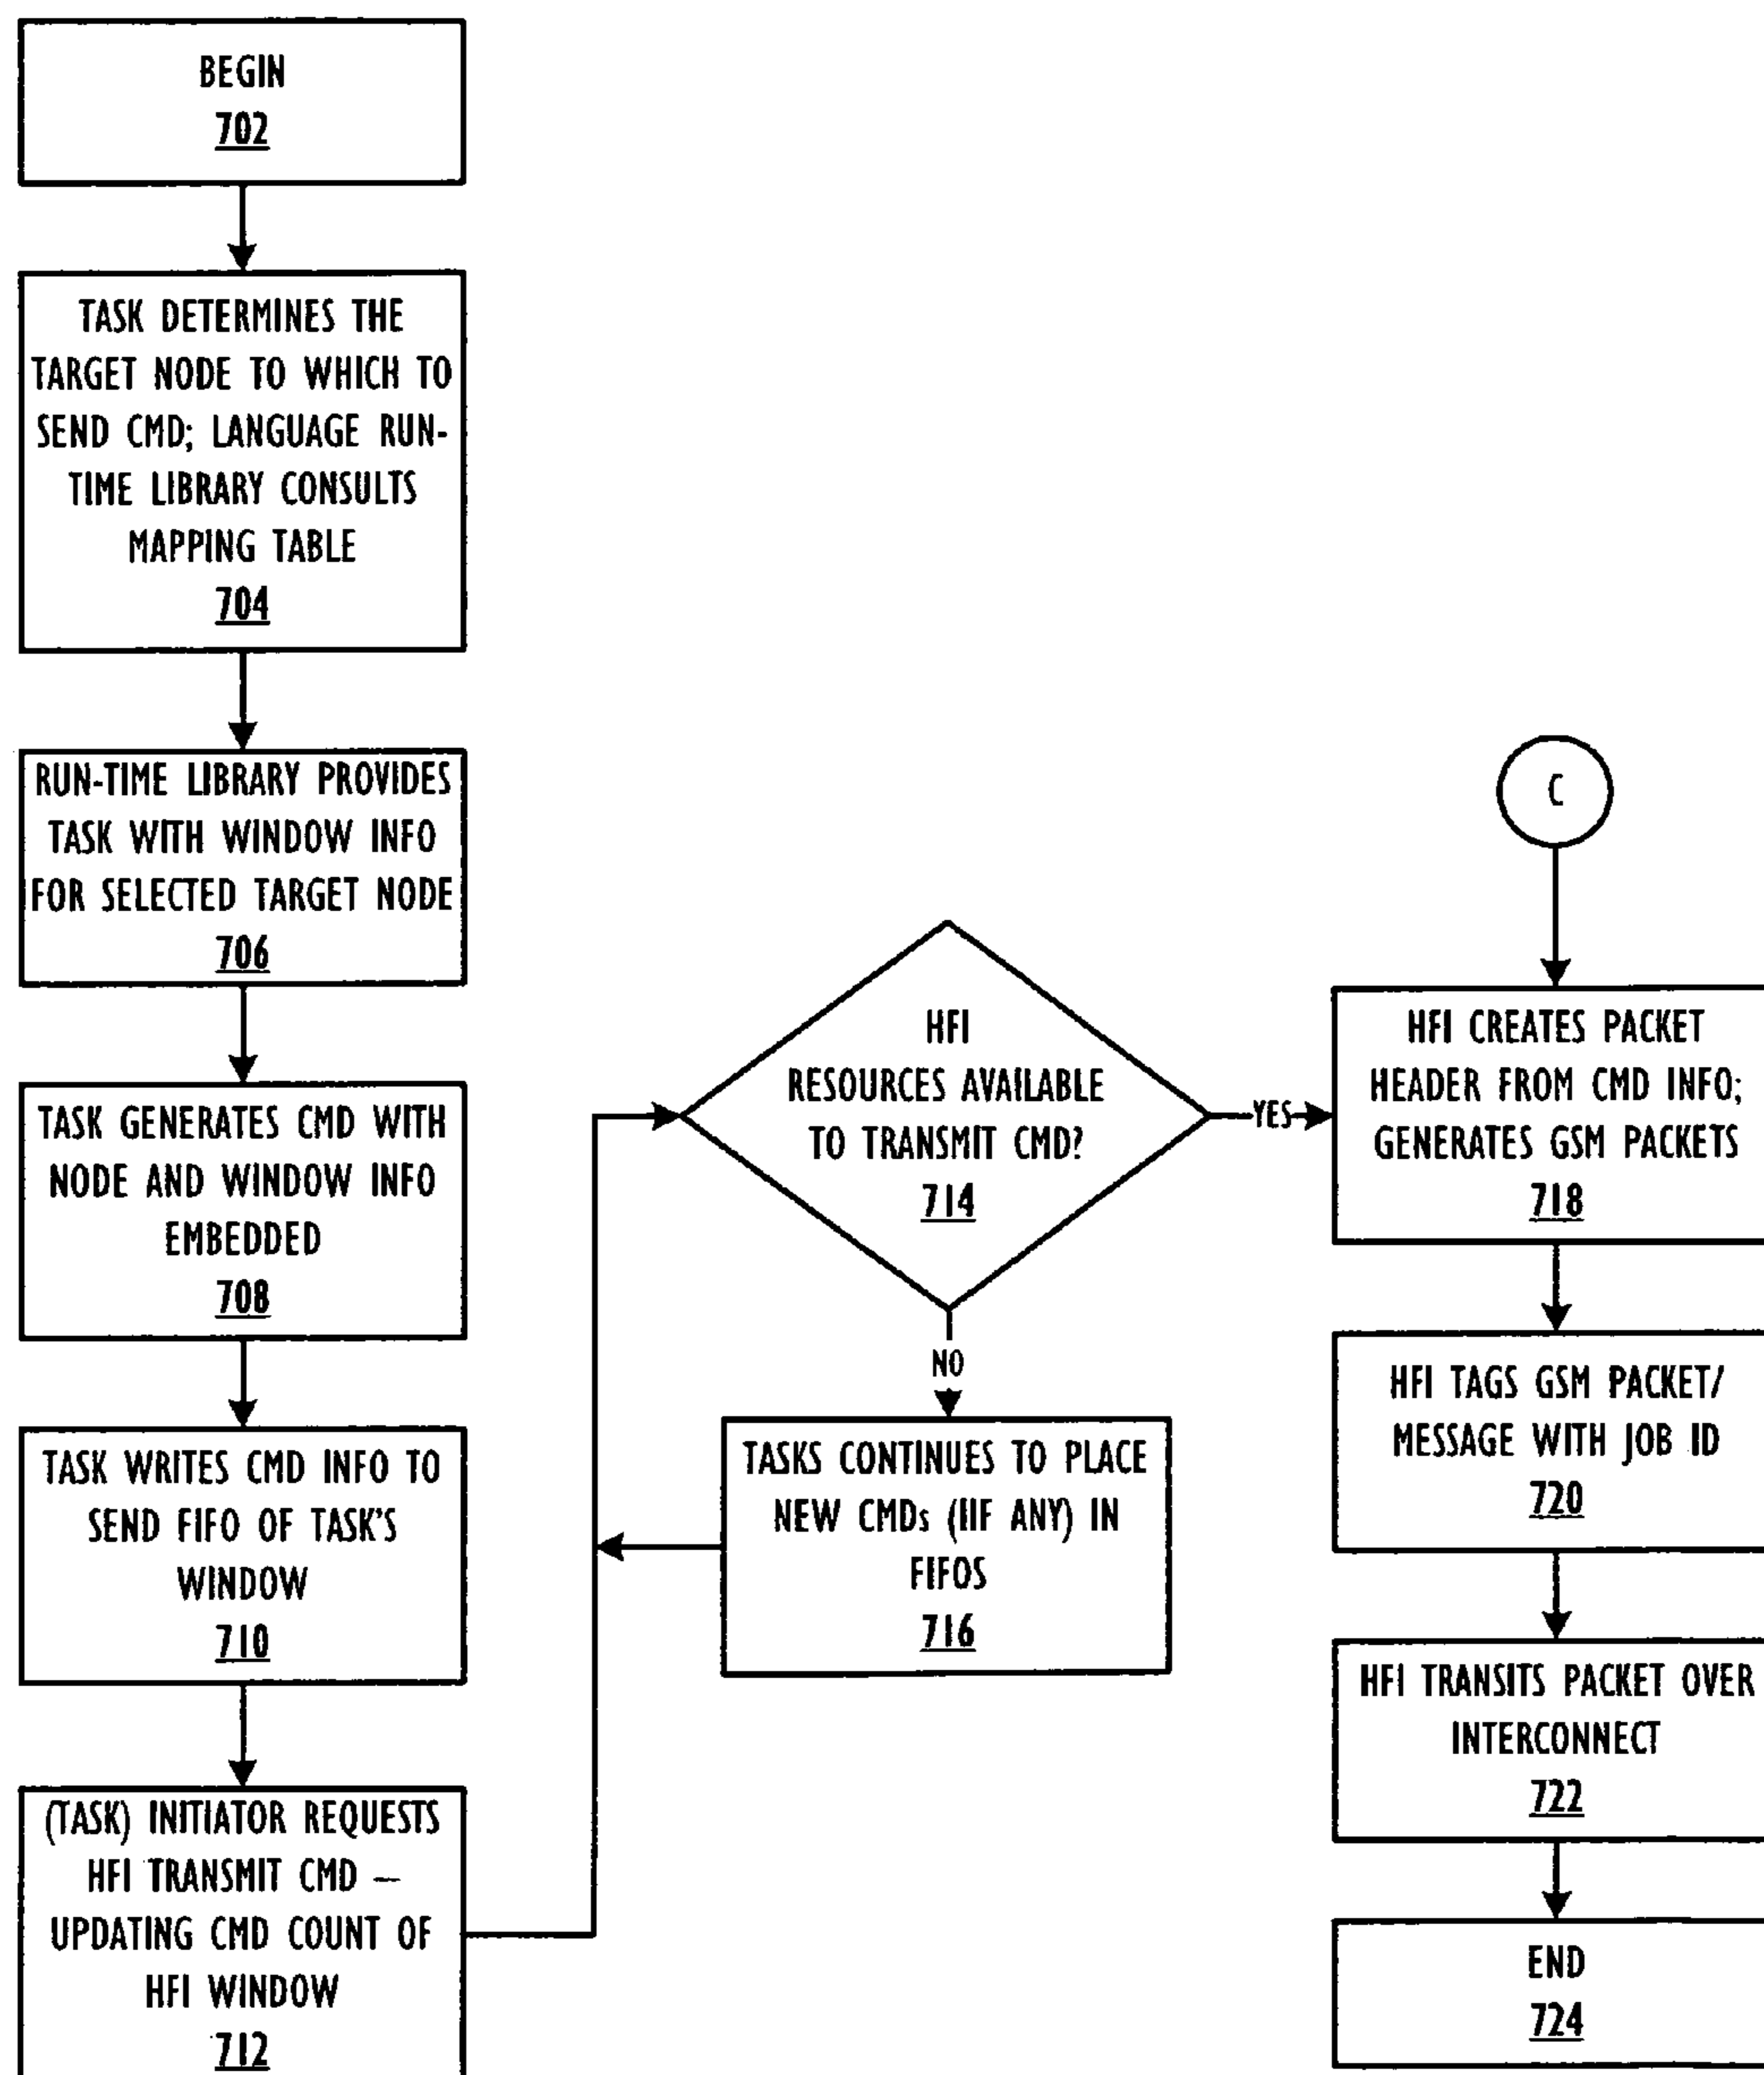 BEGIN
702
TASK DETERMINES THE
TARGET NODE TO WHICH TO
SEND CMD; LANGUAGE RUN-
TIME LIBRARY CONSULTS
MAPPING TABLE
704
RUN-TIME LIBRARY PROVIDES
TASK WITH WINDOW INFO
FOR SELECTED TARGET NODE
706
TASK GENERATES CMD WITH
NODE AND WINDOW INFO
EMBEDDED
708
TASK WRITES CMD INFO TO
SEND FIFO OF TASK'S
WINDOW
710
(TASK) INITIATOR REQUESTS
HFI TRANSMIT CMD –
UPDATING CMD COUNT OF
HFI WINDOW
712
HFI
RESOURCES AVAILABLE
TO TRANSMIT CMD?
714
YES
NO
TASKS CONTINUES TO PLACE
NEW CMDs (IIF ANY) IN
FIFOS
716
C
HFI CREATES PACKET
HEADER FROM CMD INFO;
GENERATES GSM PACKETS
718
HFI TAGS GSM PACKET/
MESSAGE WITH JOB ID
720
HFI TRANSITS PACKET OVER
INTERCONNECT
722
END
724